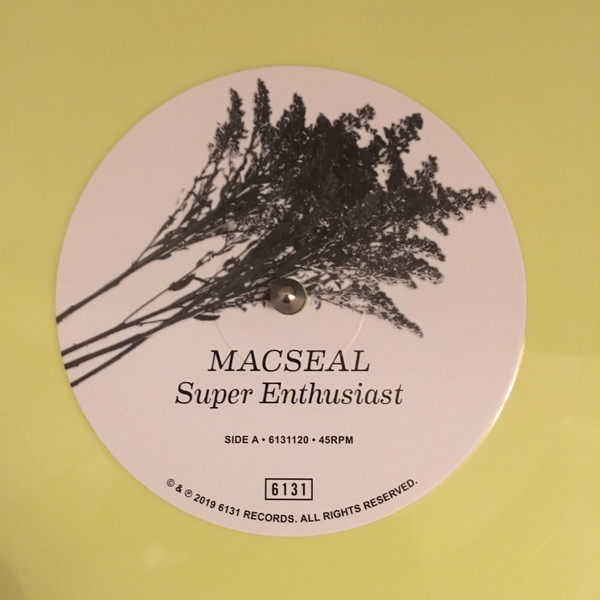 MACSEAL
Super Enthusiast
SIDE A • 6131120 • 45RPM
6131
© & ℗ 2019 6131 RECORDS. ALL RIGHTS RESERVED.